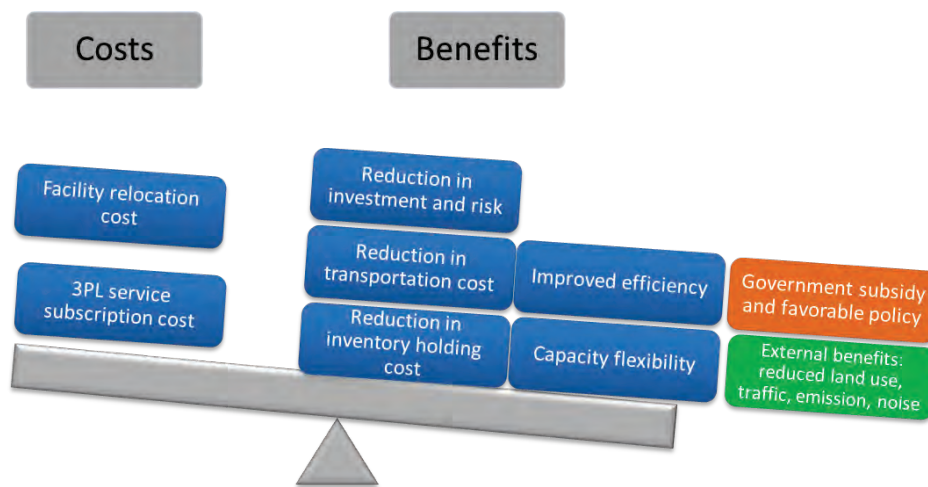 Costs
Benefits
Facility relocation
cost
3PL service
subscription cost
Reduction in
investment and risk
Reduction in
transportation cost
Reduction in
inventory holding
cost
Improved efficiency
Capacity flexibility
Government subsidy
and favorable policy
External benefits:
reduced land use,
traffic, emission, noise